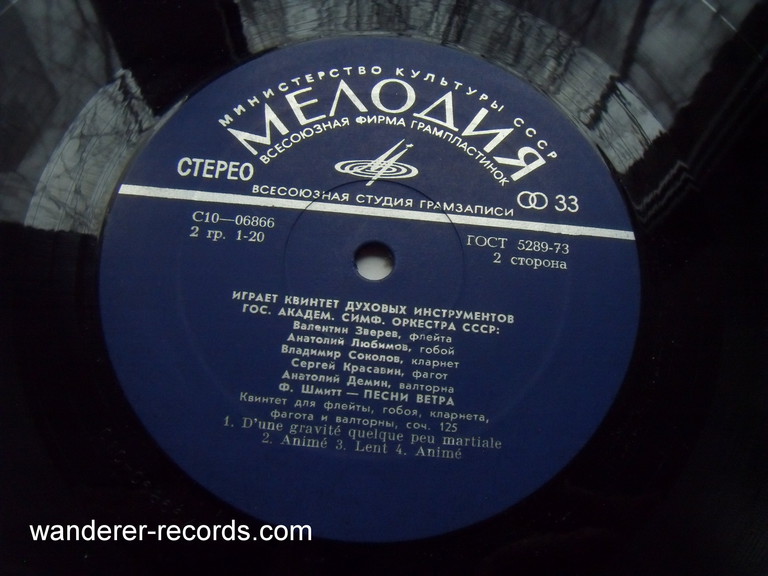 МИНИСТЕРСТВО КУЛЬТУРЫ СССР
МЕЛОДИЯ
ВСЕСОЮЗНАЯ ФИРМА ГРАМПЛАСТИНОК
СТЕРЕО
33
ВСЕСОЮЗНАЯ СТУДИЯ ГРАМЗАПИСИ
С10—06866
ГОСТ 5289-73
2 гр. 1-20
2 сторона
ИГРАЕТ КВИНТЕТ ДУХОВЫХ ИНСТРУМЕНТОВ
ГОС. АКАДЕМ. СИМФ. ОРКЕСТРА СССР:
Валентин Зверев, флейта
Анатолий Любимов, гобой
Владимир Соколов, кларнет
Сергей Красавин, фагот
Анатолий Демин, валторна
Ф. Шмитт — ПЕСНИ ВЕТРА
Квинтет для флейты, гобоя, кларнета,
фагота и валторны, соч. 125
1. D'une gravité quelque peu martiale
2. Animé 3. Lent 4. Animé
wanderer-records.com